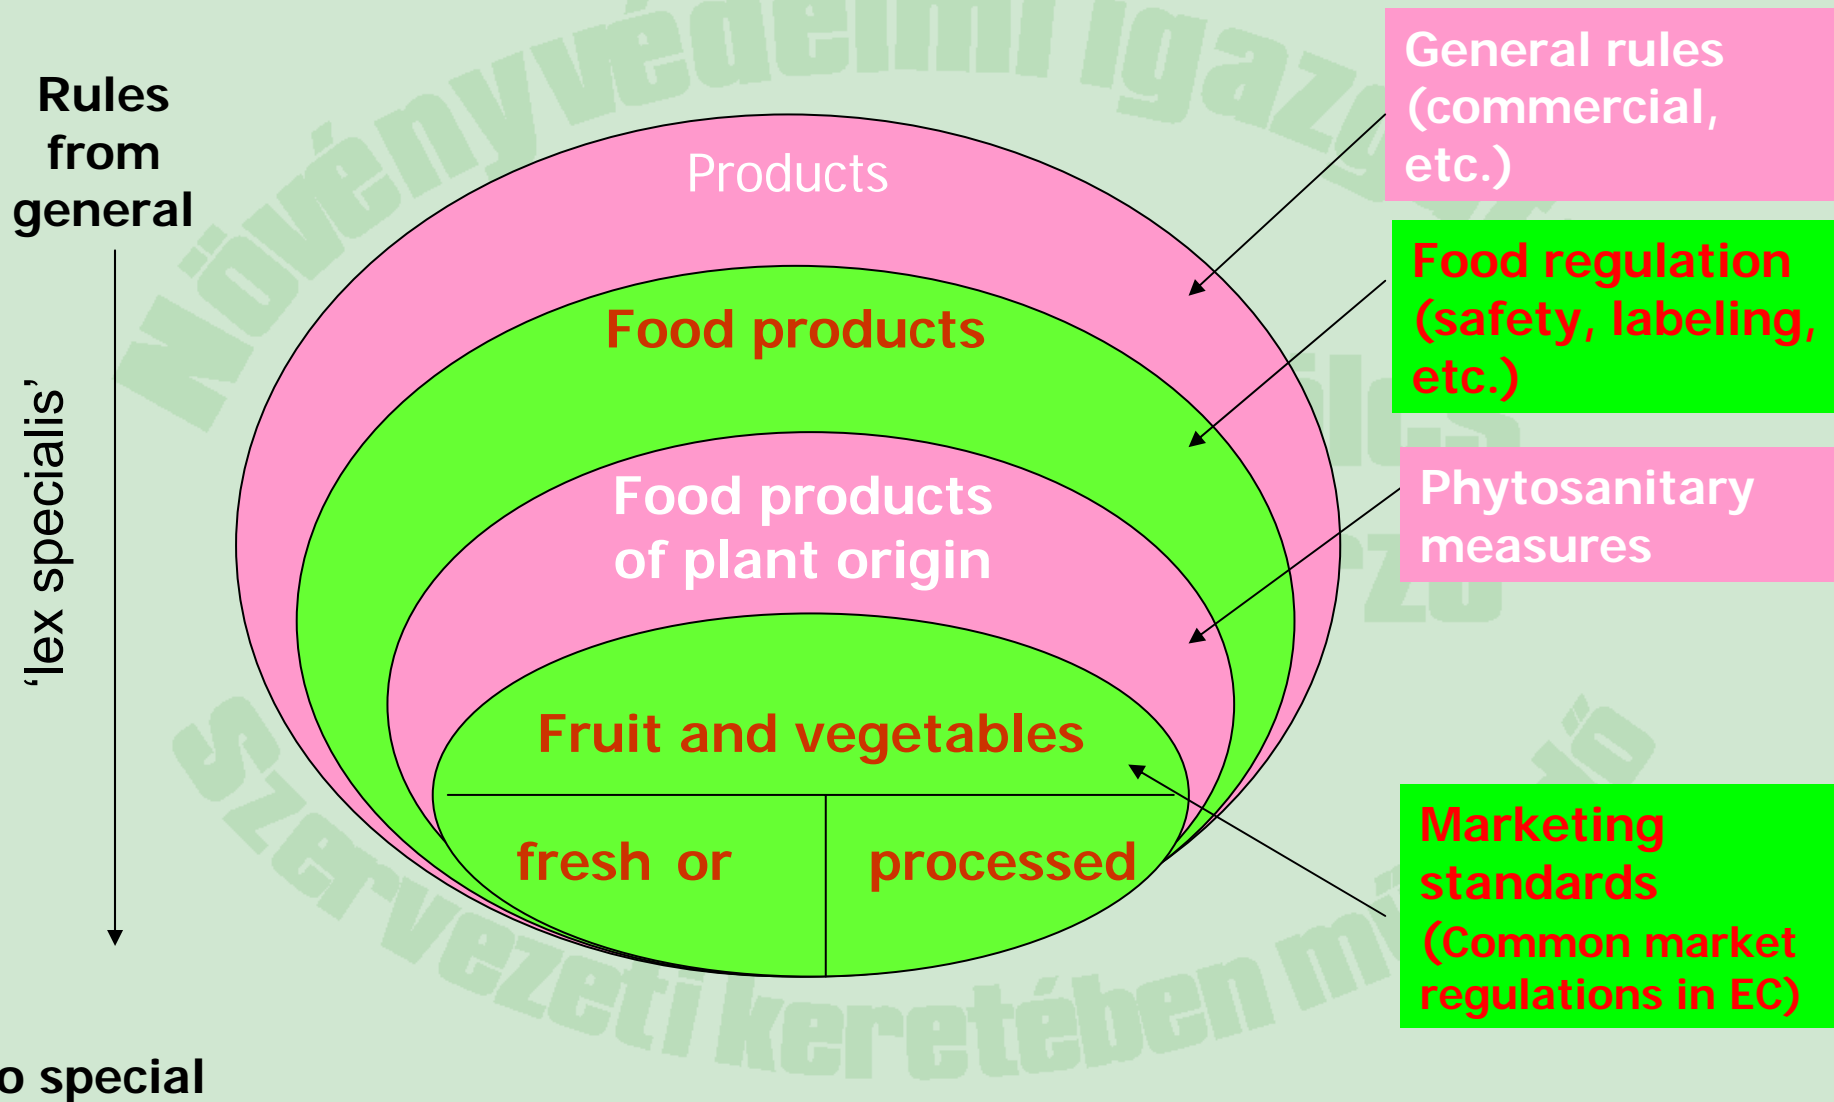 Rules
from
general
'lex specialis'
o special
Products
Food products
Food products
of plant origin
Fruit and vegetables
fresh or
processed
General rules
(commercial,
etc.)
Food regulation
(safety, labeling,
etc.)
Phytosanitary
measures
Marketing
standards
(Common market
regulations in EC)
Növényvédelmi
Szervezeti keretében